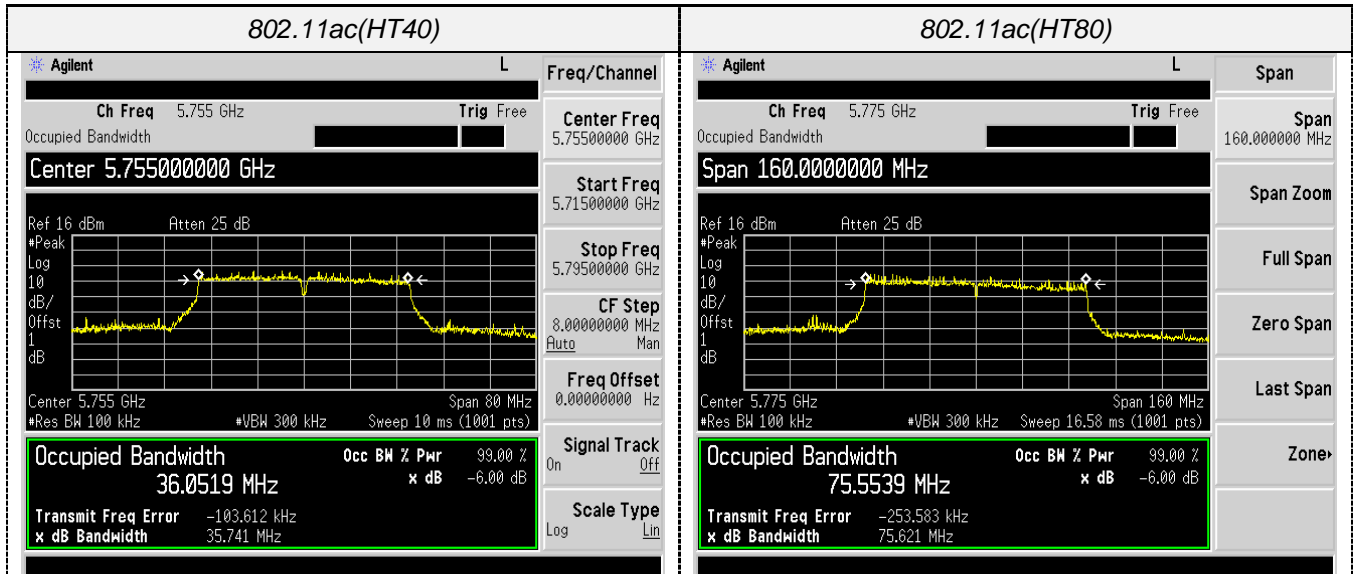 802.11ac(HT40)
Agilent
L
Freq/Channel
Ch Freq 5.755 GHz Trig Free
Occupied Bandwidth
Center 5.755000000 GHz
Center Freq
5.75500000 GHz
Start Freq
5.71500000 GHz
Stop Freq
5.79500000 GHz
CF Step
8.00000000 MHz
Auto Man
Freq Offset
0.00000000 Hz
Signal Track
On Off
Scale Type
Log Lin
Ref 16 dBm Atten 25 dB
#Peak
Log
10
dB/
Offst
1
dB
Center 5.755 GHz Span 80 MHz
#Res BW 100 kHz #VBW 300 kHz Sweep 10 ms (1001 pts)
Occupied Bandwidth Occ BW % Pwr 99.00 %
36.0519 MHz x dB -6.00 dB
Transmit Freq Error -103.612 kHz
x dB Bandwidth 35.741 MHz
802.11ac(HT80)
Agilent
L
Span
Ch Freq 5.775 GHz Trig Free
Occupied Bandwidth
Span 160.0000000 MHz
Span
160.000000 MHz
Span Zoom
Full Span
Zero Span
Last Span
Zone
Ref 16 dBm Atten 25 dB
#Peak
Log
10
dB/
Offst
1
dB
Center 5.775 GHz Span 160 MHz
#Res BW 100 kHz #VBW 300 kHz Sweep 16.58 ms (1001 pts)
Occupied Bandwidth Occ BW % Pwr 99.00 %
75.5539 MHz x dB -6.00 dB
Transmit Freq Error -253.583 kHz
x dB Bandwidth 75.621 MHz